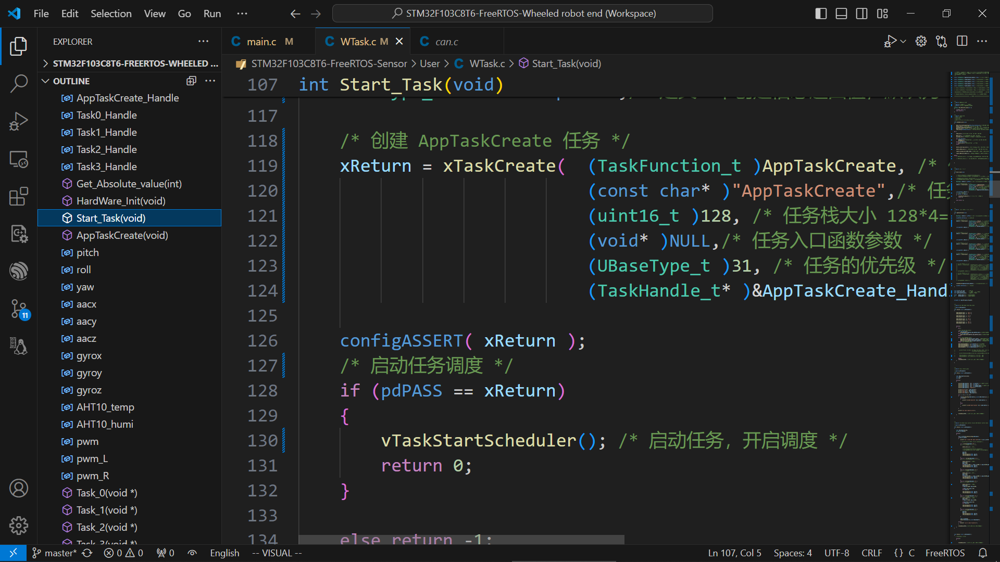 File Edit Selection View Go Run ··· STM32F103C8T6-FreeRTOS-Wheeled robot end (Workspace)
EXPLORER
STM32F103C8T6-FREERTOS-WHEELED ...
OUTLINE
AppTaskCreate_Handle
Task0_Handle
Task1_Handle
Task2_Handle
Task3_Handle
Get_Absolute_value(int)
HardWare_Init(void)
Start_Task(void)
AppTaskCreate(void)
pitch
roll
yaw
aacx
aacy
aacz
gyrox
gyroy
gyroz
AHT10_temp
AHT10_humi
pwm
pwm_L
pwm_R
Task_0(void *)
Task_1(void *)
Task_2(void *)
Task_3(void *)
11
main.c M WTask.c M can.c
STM32F103C8T6-FreeRTOS-Sensor > User > C WTask.c > Start_Task(void)
107 int Start_Task(void)
117
118 /* 创建 AppTaskCreate 任务 */
119 xReturn = xTaskCreate( (TaskFunction_t )AppTaskCreate, /*
120 (const char* )"AppTaskCreate",/* 任务
121 (uint16_t )128, /* 任务栈大小 128*4=
122 (void* )NULL,/* 任务入口函数参数 */
123 (UBaseType_t )31, /* 任务的优先级 */
124 (TaskHandle_t* )&AppTaskCreate_Hand
125
126 configASSERT( xReturn );
127 /* 启动任务调度 */
128 if (pdPASS == xReturn)
129 {
130 vTaskStartScheduler(); /* 启动任务，开启调度 */
131 return 0;
132 }
133
134 else return -1;
master* 0 0 0 English -- VISUAL -- Ln 107, Col 5 Spaces: 4 UTF-8 CRLF {} C FreeRTOS